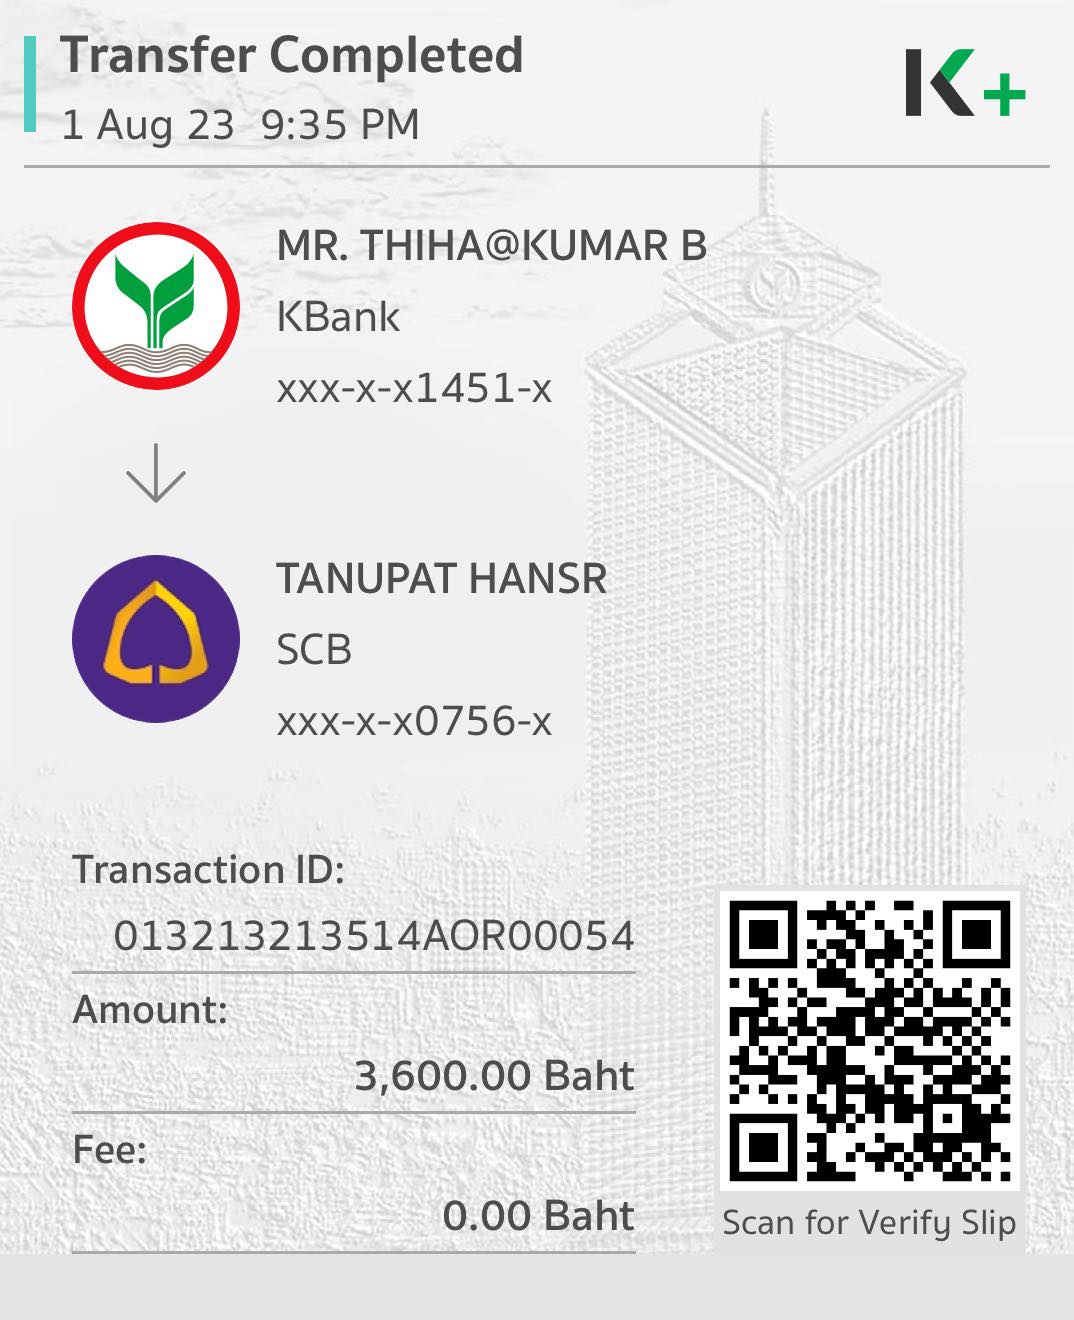 Transfer Completed
1 Aug 23 9:35 PM
K+
MR. THIHA@KUMAR B
KBank
xxx-x-x1451-x
TANUPAT HANSR
SCB
xxx-x-x0756-x
Transaction ID:
013213213514AOR00054
Amount:
3,600.00 Baht
Fee:
0.00 Baht
Scan for Verify Slip